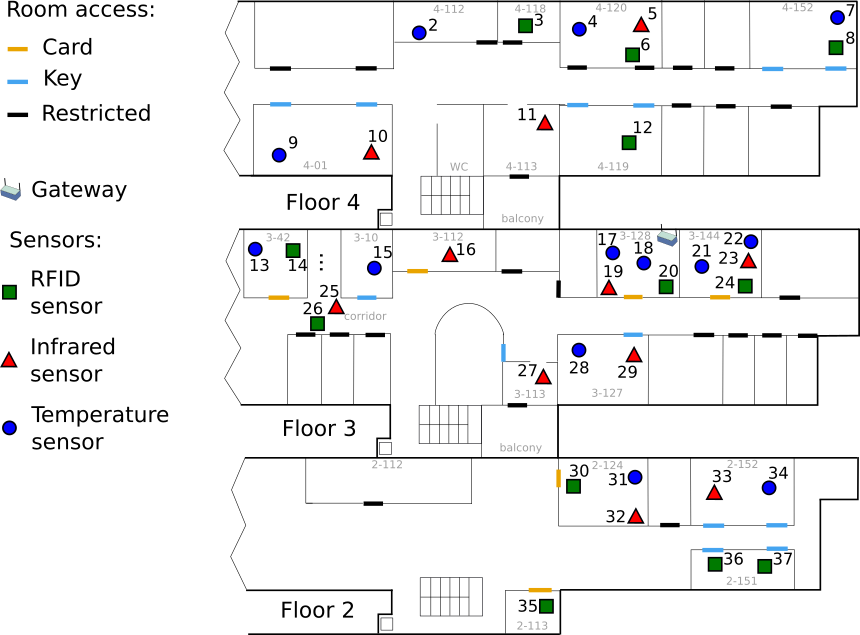 Room access:
Card
Key
Restricted
Gateway
Sensors:
RFID
sensor
Infrared
sensor
Temperature
sensor
4-112 4-118 4-120 4-152
2 3 4 5 6 7 8
9 10 11 12
4-01 WC 4-113 4-119
Floor 4
balcony
3-42 3-10 3-112 3-128 3-144
13 14 15 16 17 18 19 20 21 22 23 24
⋮
25
26 corridor
27 28 29
3-113 3-127
Floor 3
balcony
2-112 2-124 2-152
30 31 32 33 34
36 37
2-151
Floor 2
35
2-113